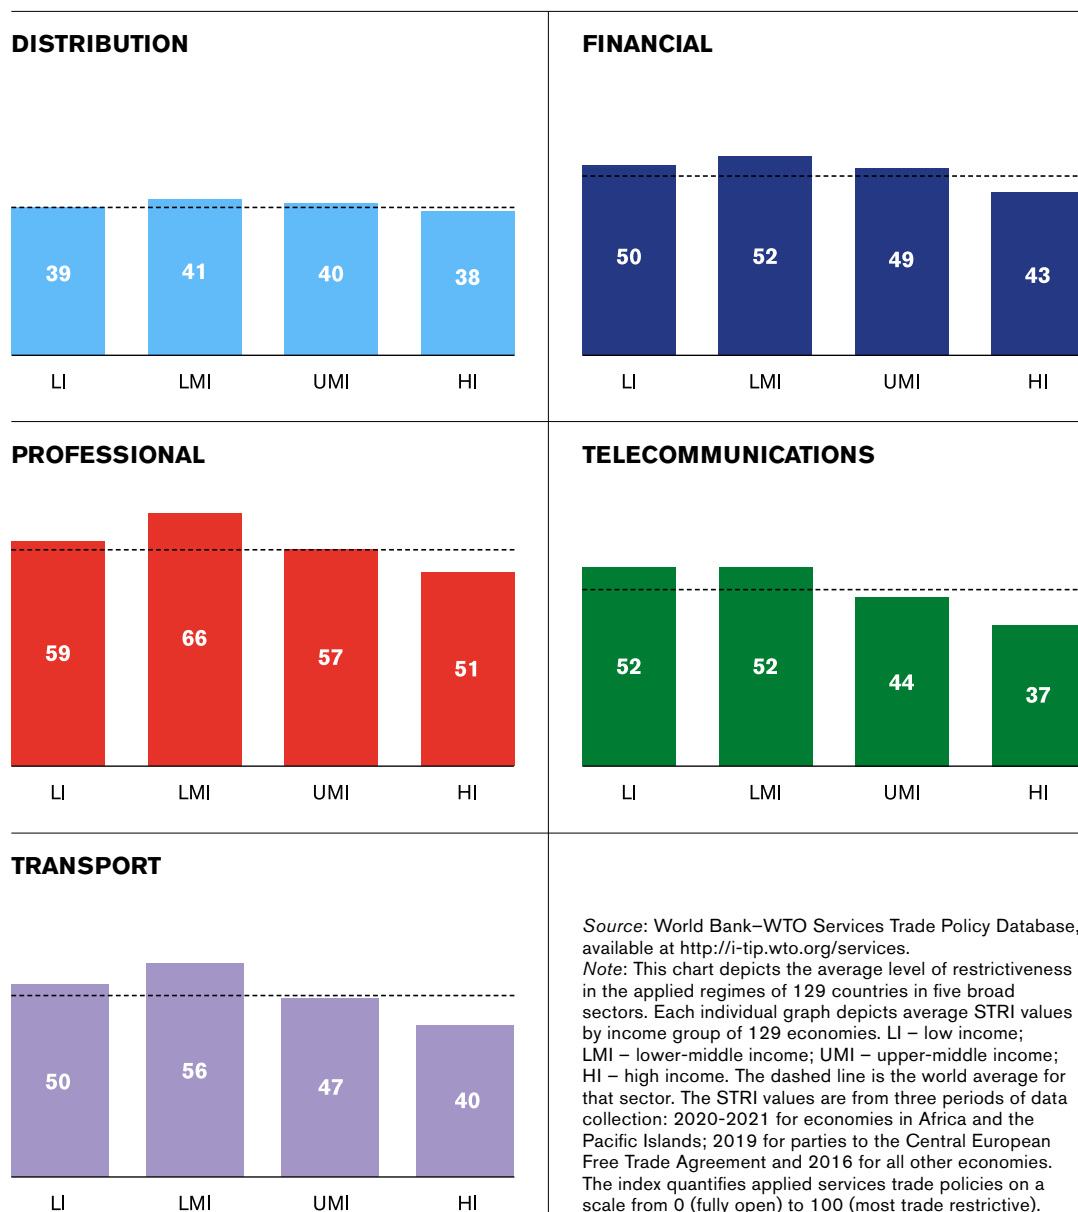 DISTRIBUTION
39
41
40
38
LI
LMI
UMI
HI
FINANCIAL
50
52
49
43
LI
LMI
UMI
HI
PROFESSIONAL
59
66
57
51
LI
LMI
UMI
HI
TELECOMMUNICATIONS
52
52
44
37
LI
LMI
UMI
HI
TRANSPORT
50
56
47
40
LI
LMI
UMI
HI
Source: World Bank–WTO Services Trade Policy Database,
available at http://i-tip.wto.org/services.
Note: This chart depicts the average level of restrictiveness
in the applied regimes of 129 countries in five broad
sectors. Each individual graph depicts average STRI values
by income group of 129 economies. LI – low income;
LMI – lower-middle income; UMI – upper-middle income;
HI – high income. The dashed line is the world average for
that sector. The STRI values are from three periods of data
collection: 2020-2021 for economies in Africa and the
Pacific Islands; 2019 for parties to the Central European
Free Trade Agreement and 2016 for all other economies.
The index quantifies applied services trade policies on a
scale from 0 (fully open) to 100 (most trade restrictive).